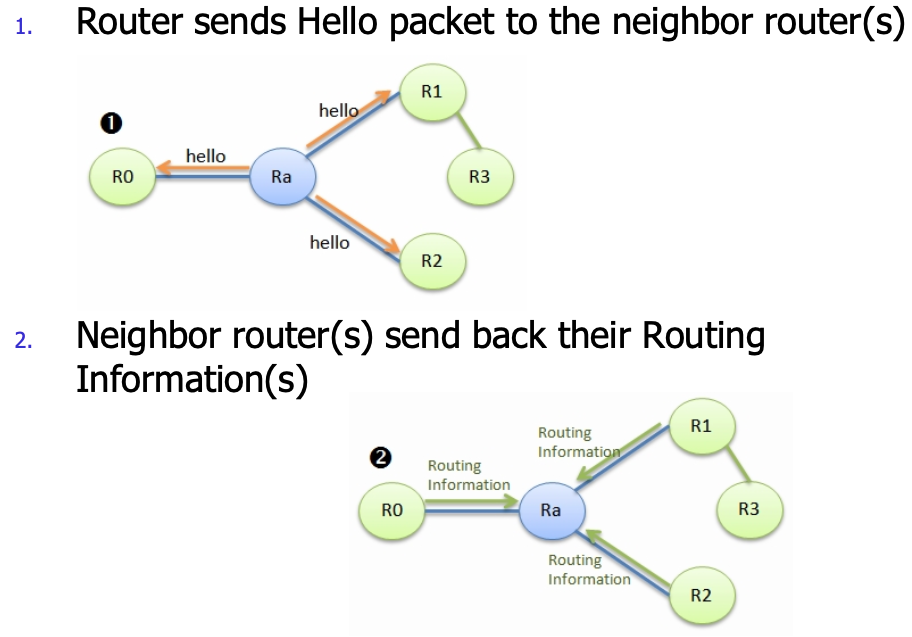 1. Router sends Hello packet to the neighbor router(s)
❶
hello
R1
hello
R0
Ra
R3
hello
R2
2. Neighbor router(s) send back their Routing
Information(s)
❷
Routing
Information
R1
Routing
Information
R0
Ra
R3
Routing
Information
R2